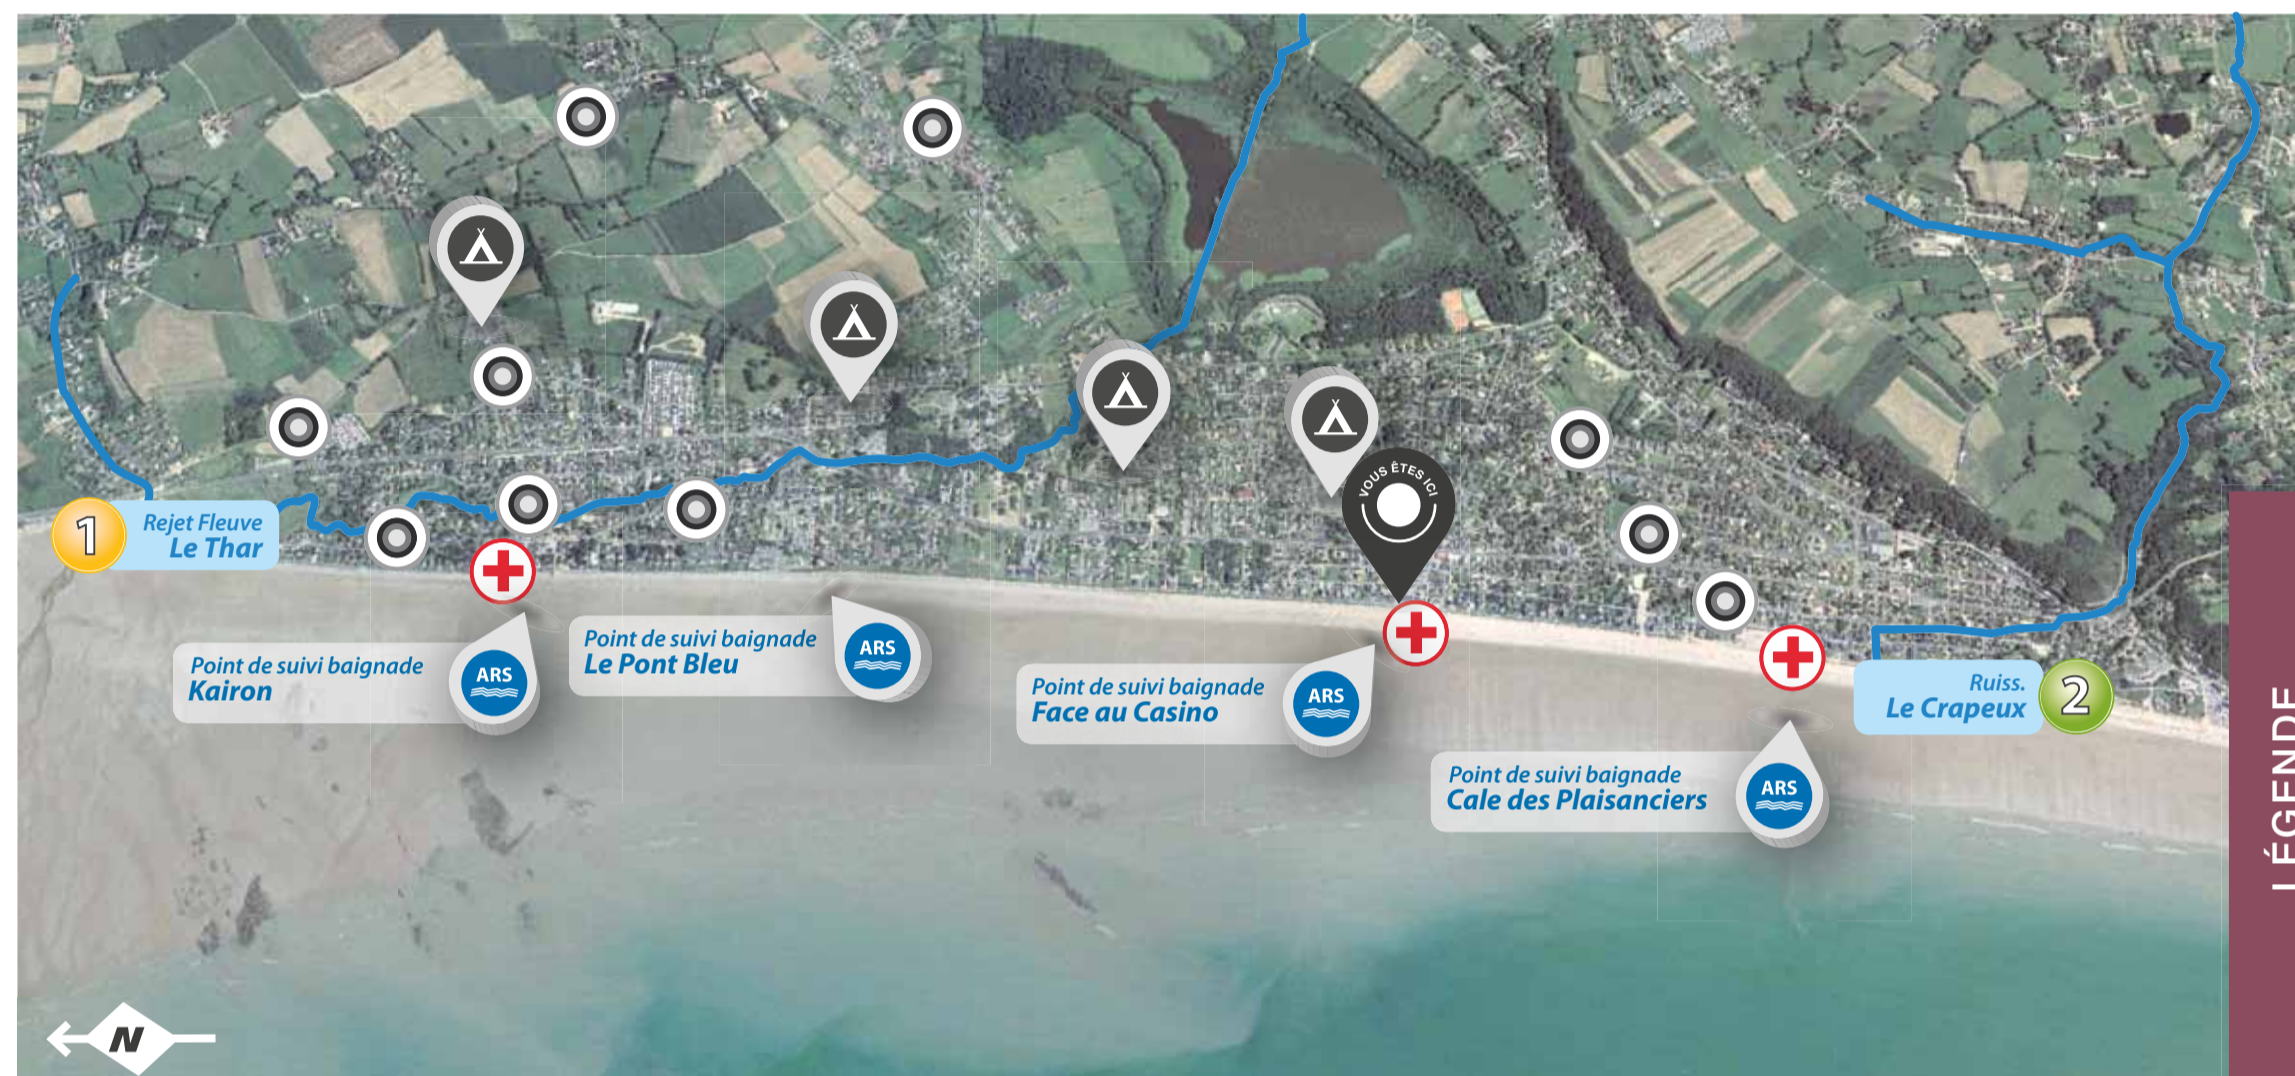 VOUS ÊTES ICI
1
Rejet Fleuve
Le Thar
Point de suivi baignade
Kairon
ARS
Point de suivi baignade
Le Pont Bleu
ARS
Point de suivi baignade
Face au Casino
ARS
Point de suivi baignade
Cale des Plaisanciers
ARS
Ruiss.
Le Crapeux
2
LÉGENDE
N